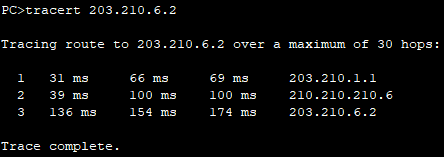 PC>tracert 203.210.6.2
Tracing route to 203.210.6.2 over a maximum of 30 hops:
1 31 ms 66 ms 69 ms 203.210.1.1
2 39 ms 100 ms 100 ms 210.210.210.6
3 136 ms 154 ms 174 ms 203.210.6.2
Trace complete.